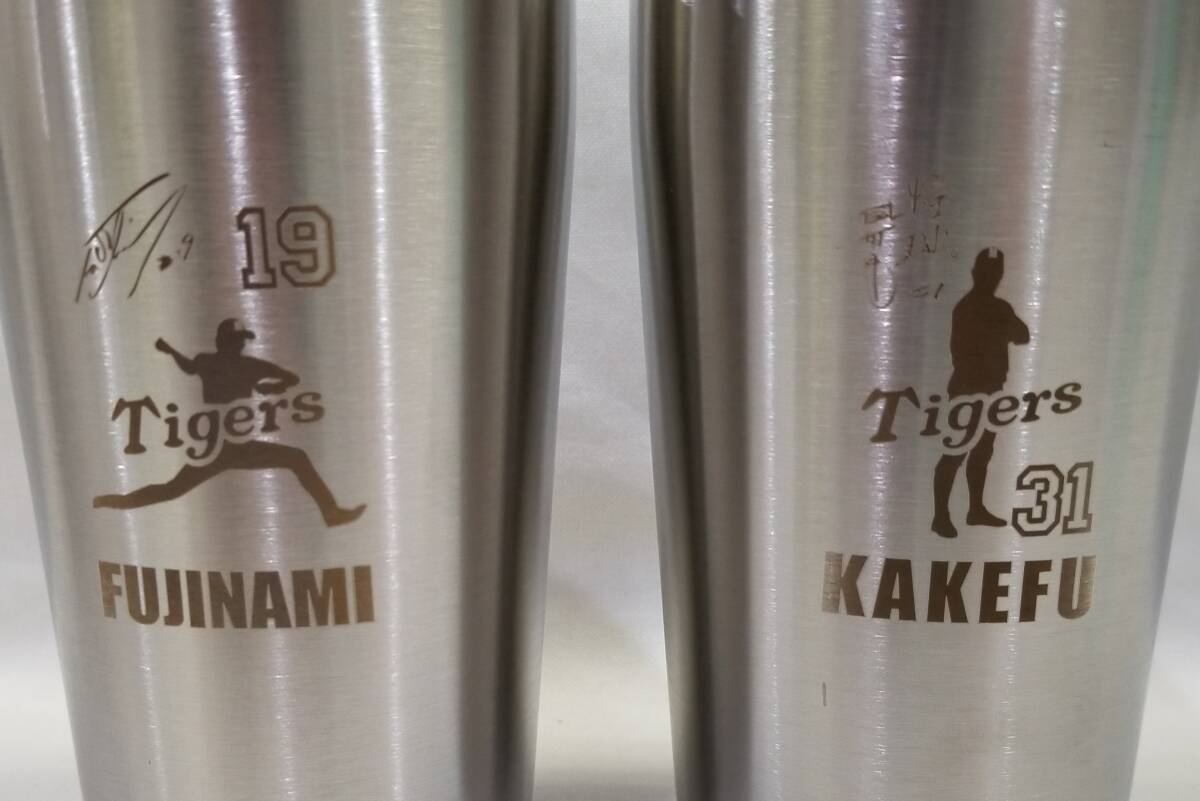 19
Tigers
FUJINAMI
Tigers
31
KAKEFU